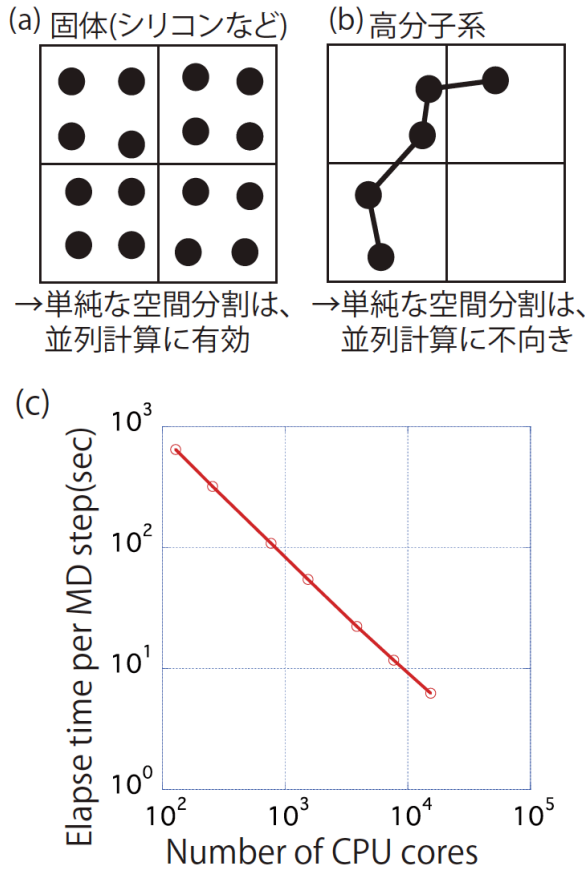 (a) 固体(シリコンなど)
(b) 高分子系
→単純な空間分割は、
並列計算に有効
→単純な空間分割は、
並列計算に不向き
(c)
Elapse time per MD step(sec)
10³
10²
10¹
10⁰
10² 10³ 10⁴ 10⁵
Number of CPU cores